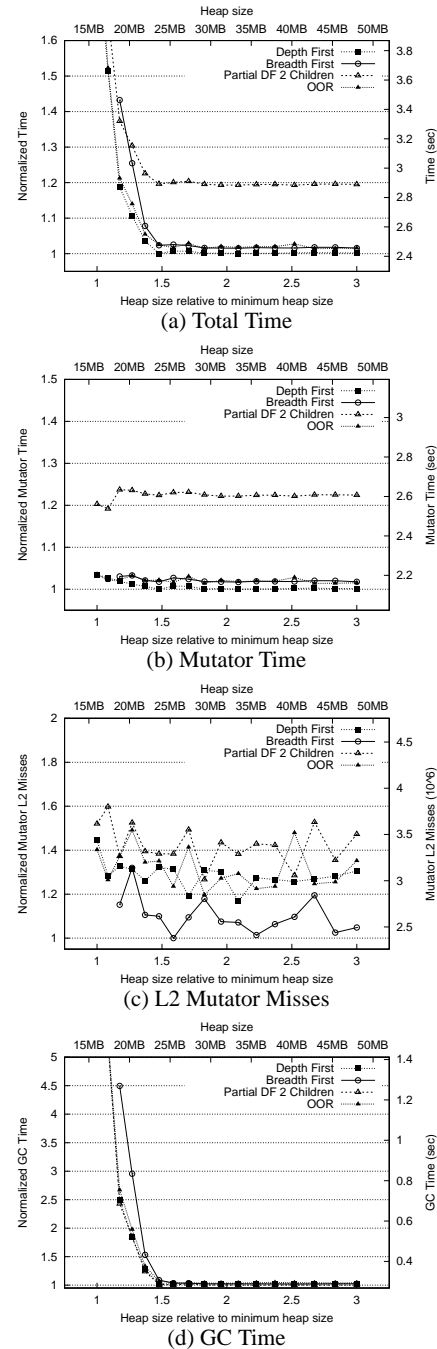 Heap size
15MB 20MB 25MB 30MB 35MB 40MB 45MB 50MB
1.6
1.5
1.4
1.3
1.2
1.1
1
Normalized Time
Depth First
Breadth First
Partial DF 2 Children
OOR
3.8
3.6
3.4
3.2
3
2.8
2.6
2.4
Time (sec)
1 1.5 2 2.5 3
Heap size relative to minimum heap size
(a) Total Time
Heap size
15MB 20MB 25MB 30MB 35MB 40MB 45MB 50MB
1.5
1.4
1.3
1.2
1.1
1
Normalized Mutator Time
Depth First
Breadth First
Partial DF 2 Children
OOR
3
2.8
2.6
2.4
2.2
Mutator Time (sec)
1 1.5 2 2.5 3
Heap size relative to minimum heap size
(b) Mutator Time
Heap size
15MB 20MB 25MB 30MB 35MB 40MB 45MB 50MB
2
1.8
1.6
1.4
1.2
1
Normalized Mutator L2 Misses
Depth First
Breadth First
Partial DF 2 Children
OOR
4.5
4
3.5
3
2.5
Mutator L2 Misses (10^6)
1 1.5 2 2.5 3
Heap size relative to minimum heap size
(c) L2 Mutator Misses
Heap size
15MB 20MB 25MB 30MB 35MB 40MB 45MB 50MB
5
4.5
4
3.5
3
2.5
2
1.5
1
Normalized GC Time
Depth First
Breadth First
Partial DF 2 Children
OOR
1.4
1.2
1
0.8
0.6
0.4
GC Time (sec)
1 1.5 2 2.5 3
Heap size relative to minimum heap size
(d) GC Time